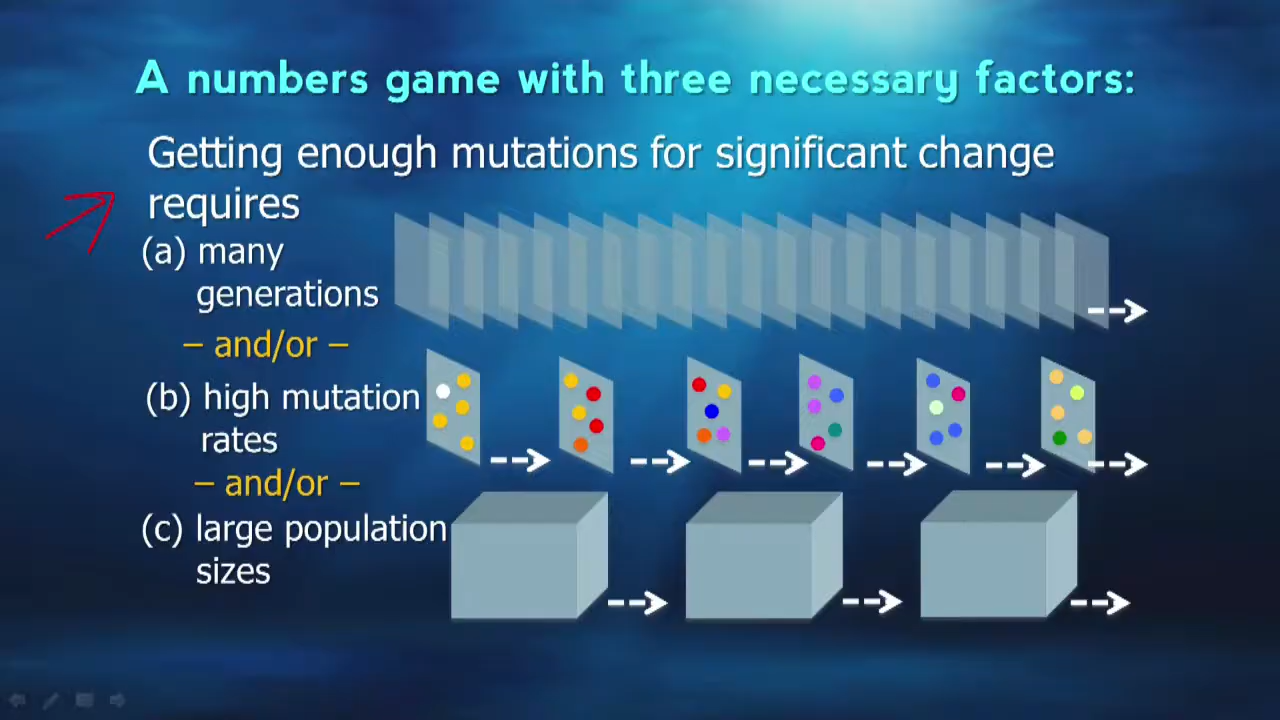 A numbers game with three necessary factors:
Getting enough mutations for significant change
requires
(a) many
generations
– and/or –
(b) high mutation
rates
– and/or –
(c) large population
sizes